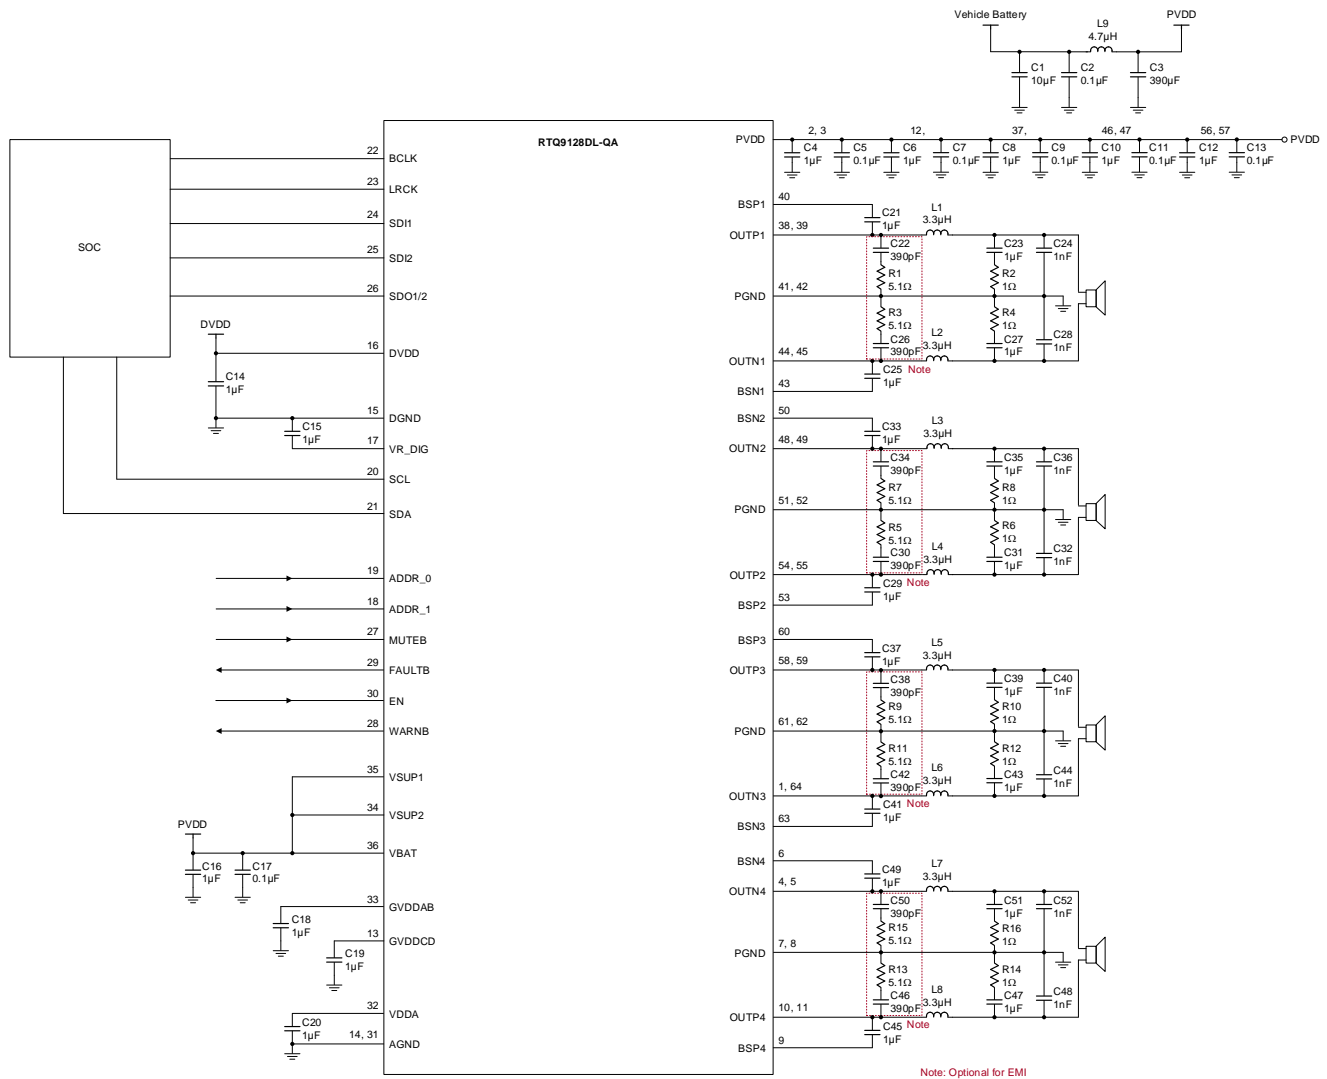 Vehicle Battery
PVDD
L9
4.7µH
C1
10µF
C2
0.1µF
C3
390µF
RTQ9128DL-QA
SOC
22
BCLK
23
LRCK
24
SDI1
25
SDI2
26
SDO1/2
DVDD
16
DVDD
C14
1µF
15
DGND
C15
1µF
17
VR_DIG
20
SCL
21
SDA
19
ADDR_0
18
ADDR_1
27
MUTEB
29
FAULTB
30
EN
28
WARNB
35
VSUP1
34
VSUP2
PVDD
36
VBAT
C16
1µF
C17
0.1µF
33
GVDDAB
C18
1µF
13
GVDDCD
C19
1µF
32
VDDA
C20
1µF
14, 31
AGND
PVDD
2, 3
12,
37,
46, 47
56, 57
PVDD
C4
1µF
C5
0.1µF
C6
1µF
C7
0.1µF
C8
1µF
C9
0.1µF
C10
1µF
C11
0.1µF
C12
1µF
C13
0.1µF
BSP1
40
C21
1µF
L1
3.3µH
OUTP1
38, 39
C22
390pF
C23
1µF
C24
1nF
R1
5.1Ω
R2
1Ω
PGND
41, 42
R3
5.1Ω
R4
1Ω
L2
3.3µH
C26
390pF
C27
1µF
C28
1nF
OUTN1
44, 45
C25
1µF
Note
BSN1
43
BSN2
50
C33
1µF
L3
3.3µH
OUTN2
48, 49
C34
390pF
C35
1µF
C36
1nF
R7
5.1Ω
R8
1Ω
PGND
51, 52
R5
5.1Ω
R6
1Ω
L4
3.3µH
C30
390pF
C31
1µF
C32
1nF
OUTP2
54, 55
C29
1µF
Note
BSP2
53
BSP3
60
C37
1µF
L5
3.3µH
OUTP3
58, 59
C38
390pF
C39
1µF
C40
1nF
R9
5.1Ω
R10
1Ω
PGND
61, 62
R11
5.1Ω
R12
1Ω
L6
3.3µH
C42
390pF
C43
1µF
C44
1nF
OUTN3
1, 64
C41
1µF
Note
BSN3
63
BSN4
6
C49
1µF
L7
3.3µH
OUTN4
4, 5
C50
390pF
C51
1µF
C52
1nF
R15
5.1Ω
R16
1Ω
PGND
7, 8
R13
5.1Ω
R14
1Ω
L8
3.3µH
C46
390pF
C47
1µF
C48
1nF
OUTP4
10, 11
C45
1µF
Note
BSP4
9
Note: Optional for EMI